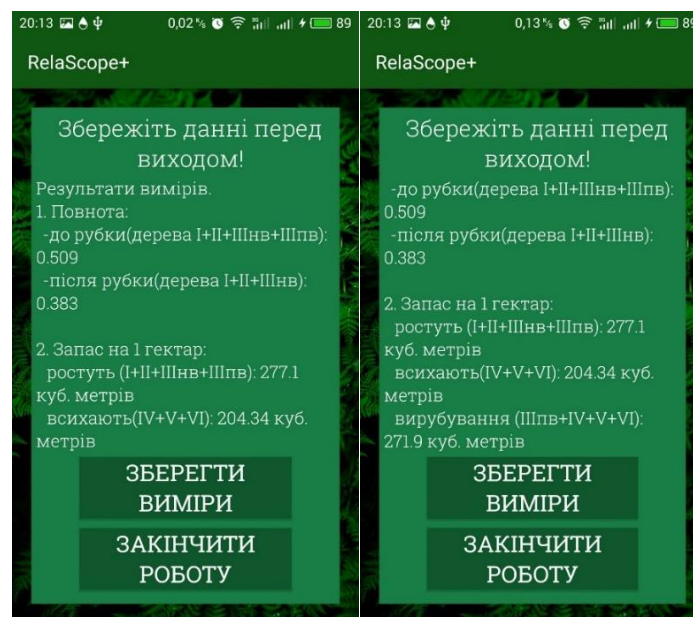 20:13 0,02 K/s 89
RelaScope+
Збережіть данні перед
виходом!
Результати вимірів.
1. Повнота:
-до рубки(дерева I+II+IIIнв+IIIпв):
0.509
-після рубки(дерева I+II+IIIнв):
0.383
2. Запас на 1 гектар:
ростуть (I+II+IIIнв+IIIпв): 277.1
куб. метрів
всихають(IV+V+VI): 204.34 куб.
метрів
ЗБЕРЕГТИ
ВИМІРИ
ЗАКІНЧИТИ
РОБОТУ
20:13 0,13 K/s 89
RelaScope+
Збережіть данні перед
виходом!
-до рубки(дерева I+II+IIIнв+IIIпв):
0.509
-після рубки(дерева I+II+IIIнв):
0.383
2. Запас на 1 гектар:
ростуть (I+II+IIIнв+IIIпв): 277.1
куб. метрів
всихають(IV+V+VI): 204.34 куб.
метрів
вирубування (IIIпв+IV+V+VI):
271.9 куб. метрів
ЗБЕРЕГТИ
ВИМІРИ
ЗАКІНЧИТИ
РОБОТУ